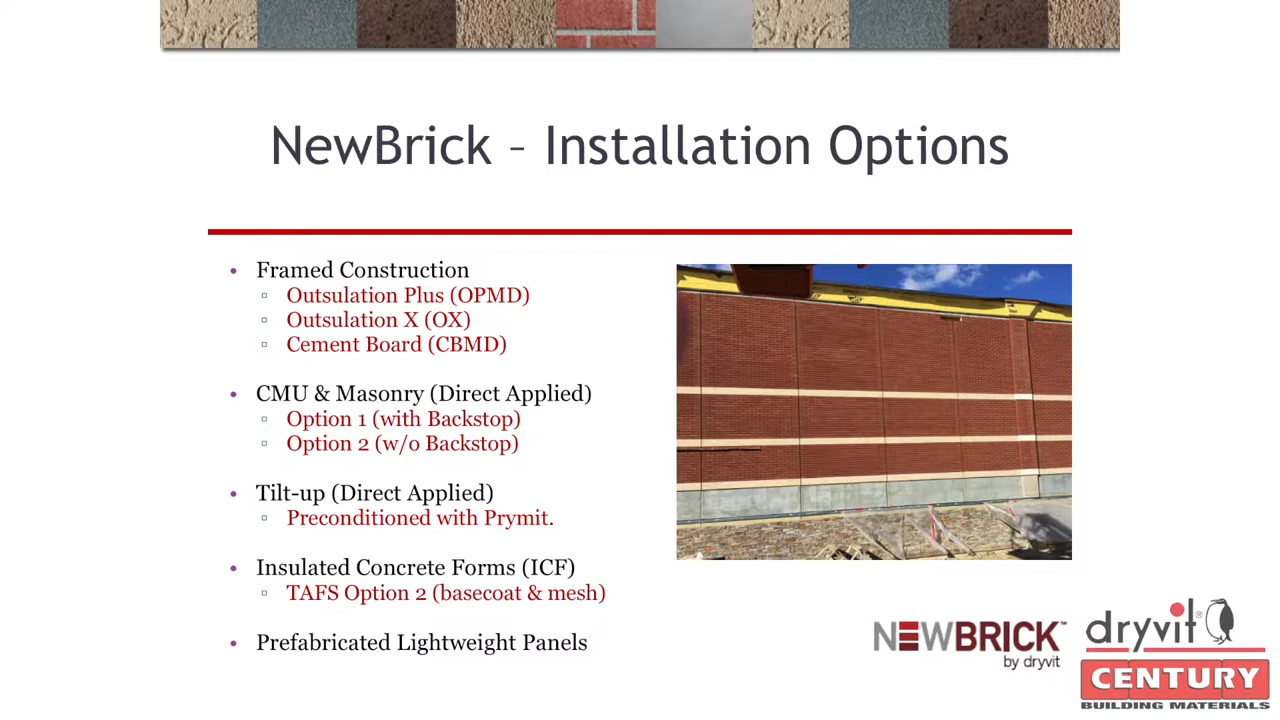 NewBrick – Installation Options
• Framed Construction
▫ Outsulation Plus (OPMD)
▫ Outsulation X (OX)
▫ Cement Board (CBMD)
• CMU & Masonry (Direct Applied)
▫ Option 1 (with Backstop)
▫ Option 2 (w/o Backstop)
• Tilt-up (Direct Applied)
▫ Preconditioned with Prymit.
• Insulated Concrete Forms (ICF)
▫ TAFS Option 2 (basecoat & mesh)
• Prefabricated Lightweight Panels
NEWBRICK™
by dryvit
dryvit®
CENTURY
BUILDING MATERIALS